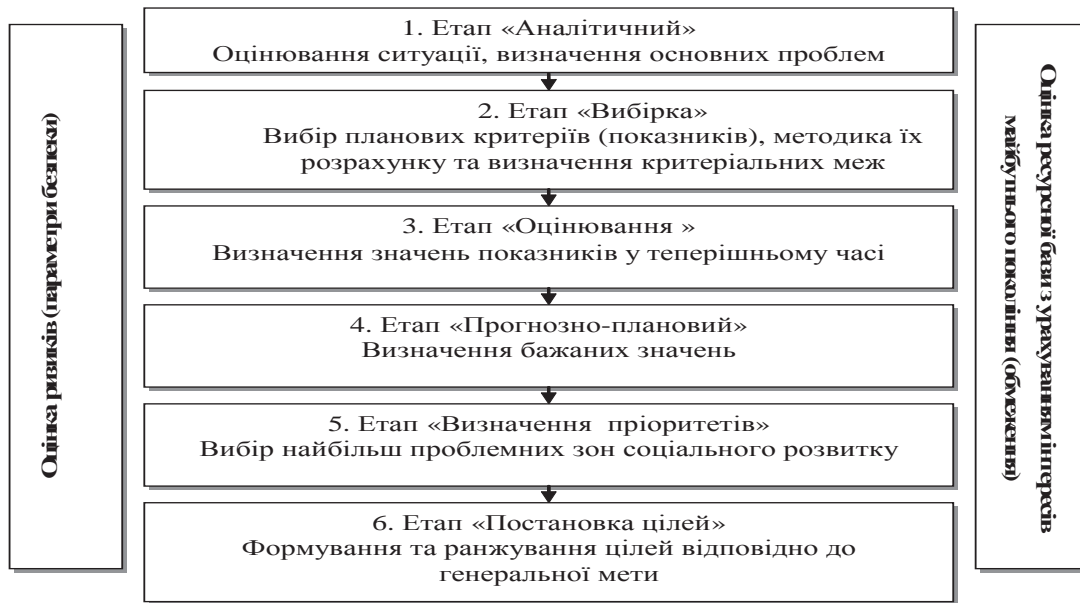 Оцінка ризиків (параметри безпеки)
1. Етап «Аналітичний»
Оцінювання ситуації, визначення основних проблем
2. Етап «Вибірка»
Вибір планових критеріїв (показників), методика їх
розрахунку та визначення критеріальних меж
3. Етап «Оцінювання »
Визначення значень показників у теперішньому часі
4. Етап «Прогнозно-плановий»
Визначення бажаних значень
5. Етап «Визначення пріоритетів»
Вибір найбільш проблемних зон соціального розвитку
6. Етап «Постановка цілей»
Формування та ранжування цілей відповідно до
генеральної мети
Оцінка ресурсної бази з урахуванням інтересів
майбутнього покоління (обмеження)